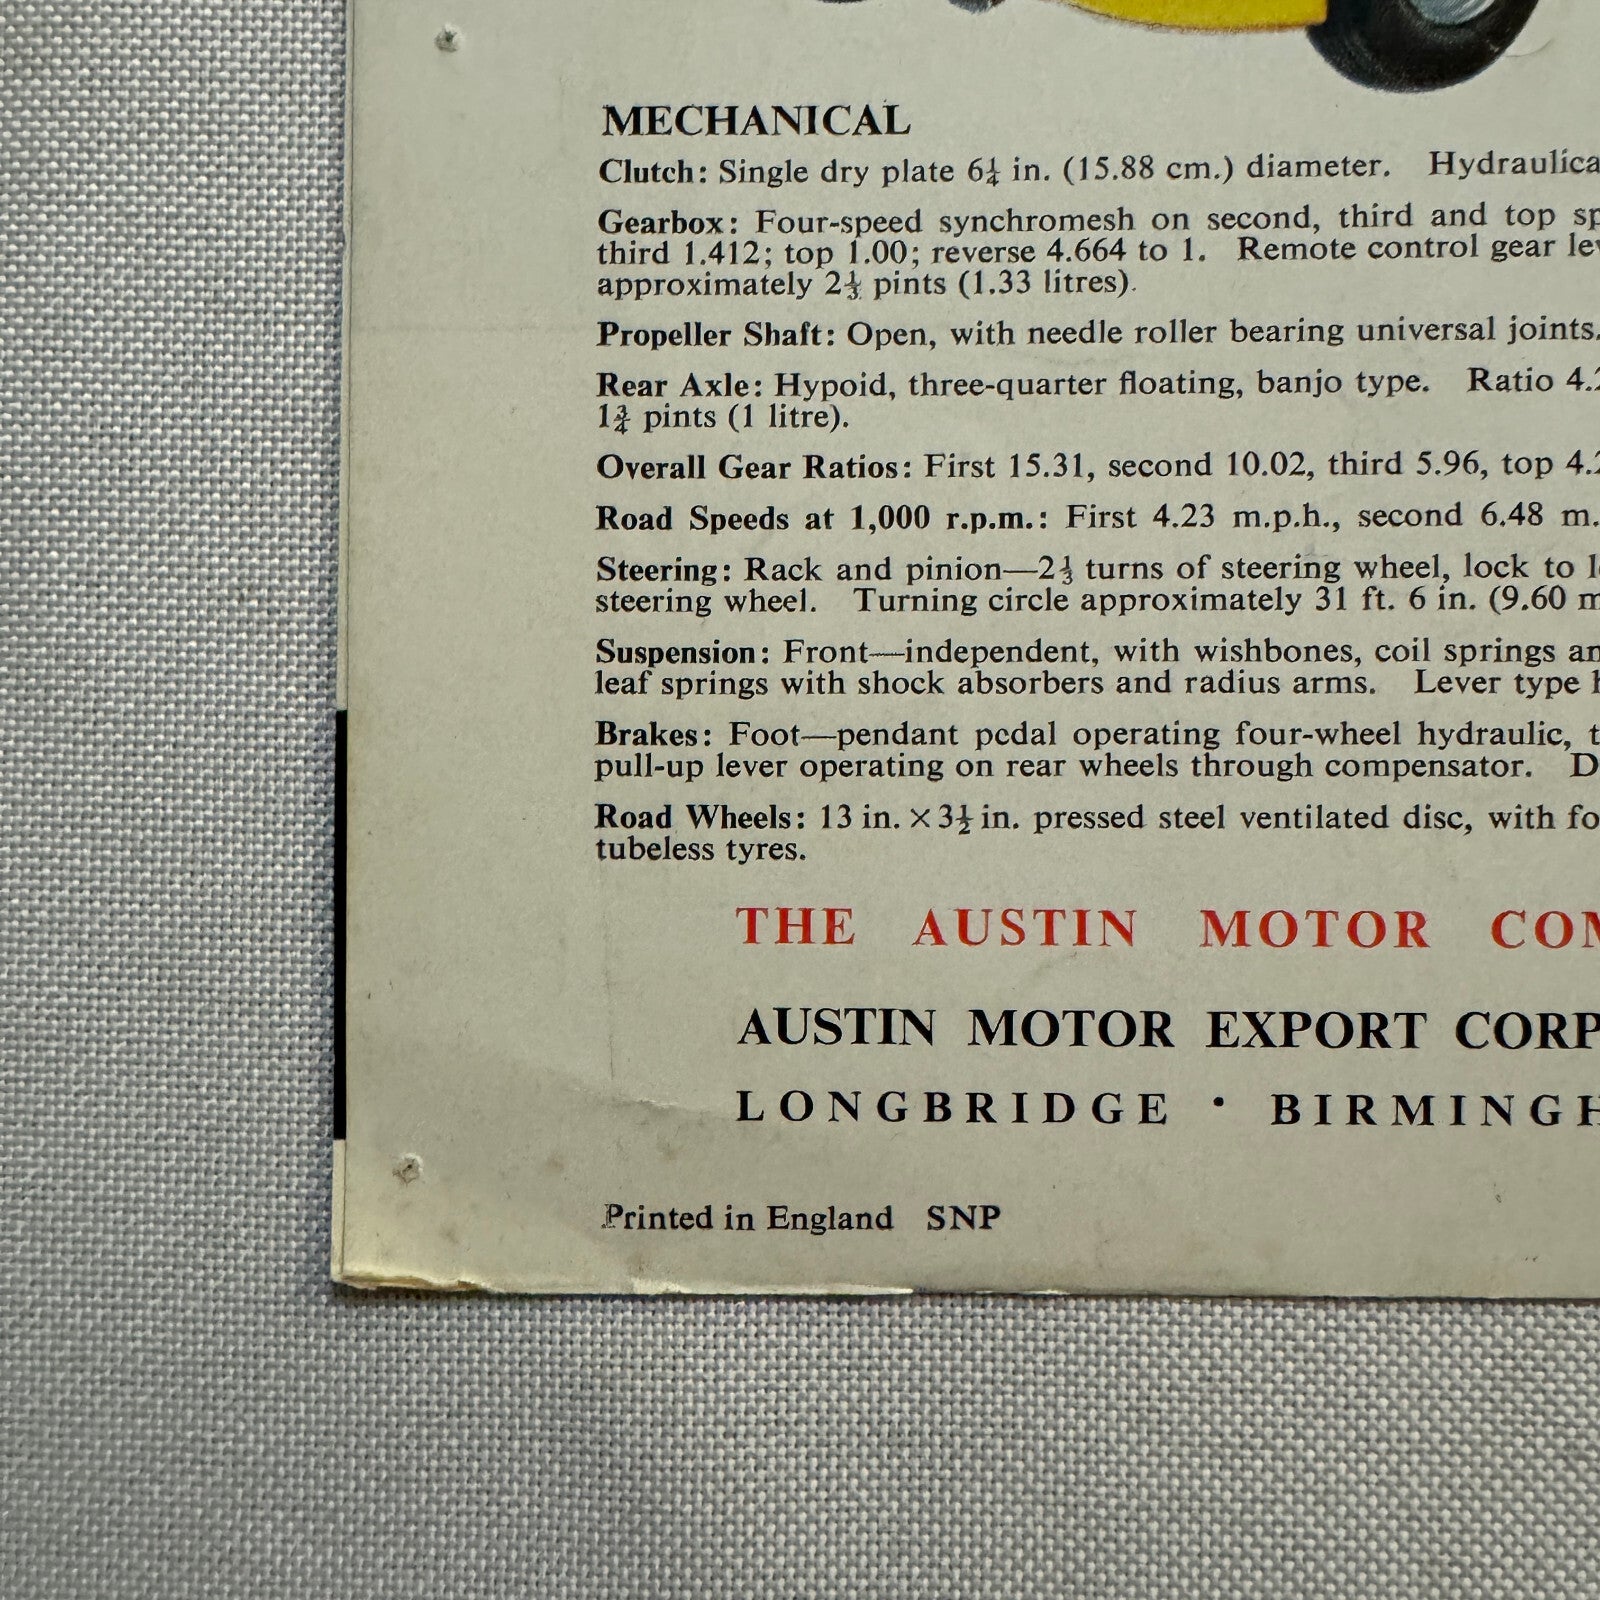 MECHANICAL
Clutch: Single dry plate 6¼ in. (15.88 cm.) diameter. Hydraulica
Gearbox: Four-speed synchromesh on second, third and top sp
third 1.412; top 1.00; reverse 4.664 to 1. Remote control gear lev
approximately 2⅓ pints (1.33 litres).
Propeller Shaft: Open, with needle roller bearing universal joints.
Rear Axle: Hypoid, three-quarter floating, banjo type. Ratio 4.2
1¾ pints (1 litre).
Overall Gear Ratios: First 15.31, second 10.02, third 5.96, top 4.2
Road Speeds at 1,000 r.p.m.: First 4.23 m.p.h., second 6.48 m.
Steering: Rack and pinion—2⅓ turns of steering wheel, lock to l
steering wheel. Turning circle approximately 31 ft. 6 in. (9.60 m
Suspension: Front—independent, with wishbones, coil springs an
leaf springs with shock absorbers and radius arms. Lever type h
Brakes: Foot—pendant pedal operating four-wheel hydraulic, t
pull-up lever operating on rear wheels through compensator. D
Road Wheels: 13 in. × 3½ in. pressed steel ventilated disc, with fo
tubeless tyres.
THE AUSTIN MOTOR COM
AUSTIN MOTOR EXPORT CORP
LONGBRIDGE · BIRMINGH
Printed in England SNP